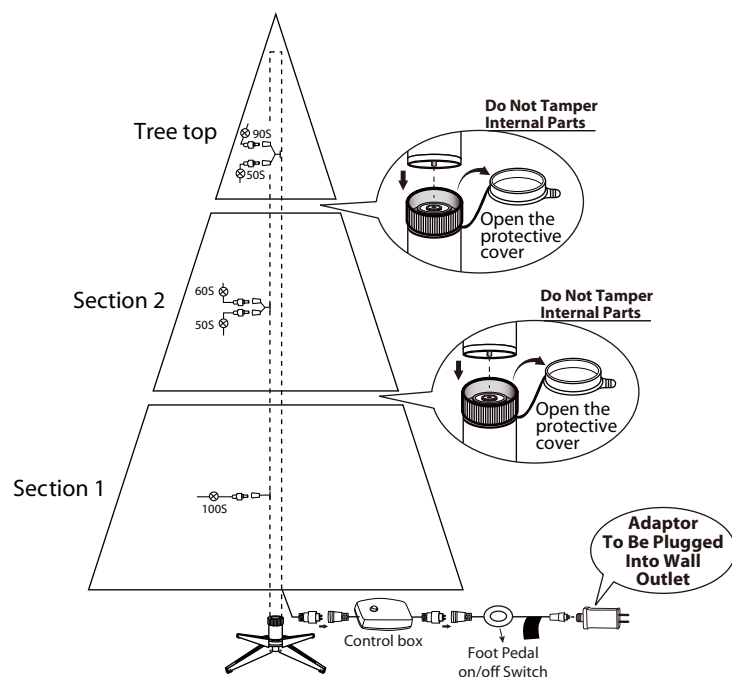 Do Not Tamper
Internal Parts
Tree top
90S
50S
Open the
protective
cover
Section 2
60S
50S
Do Not Tamper
Internal Parts
Open the
protective
cover
Section 1
100S
Adaptor
To Be Plugged
Into Wall
Outlet
Control box
Foot Pedal
on/off Switch